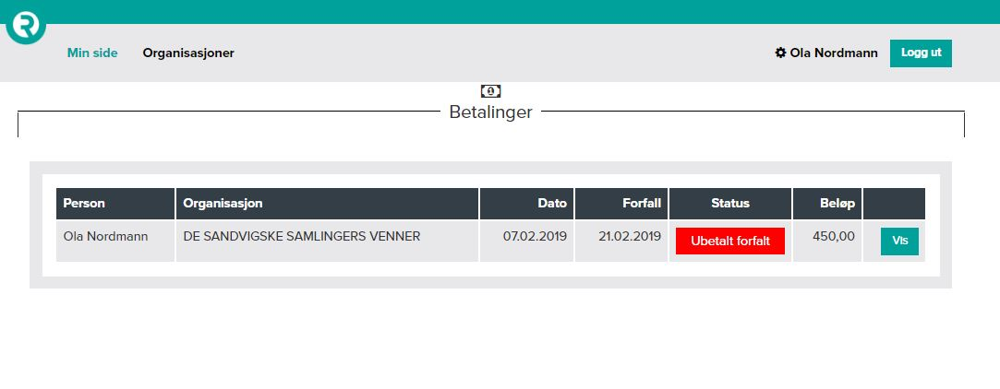 R
Min side Organisasjoner Ola Nordmann Logg ut
Betalinger
Person Organisasjon Dato Forfall Status Beløp
Ola Nordmann DE SANDVIGSKE SAMLINGERS VENNER 07.02.2019 21.02.2019 Ubetalt forfalt 450,00 Vis